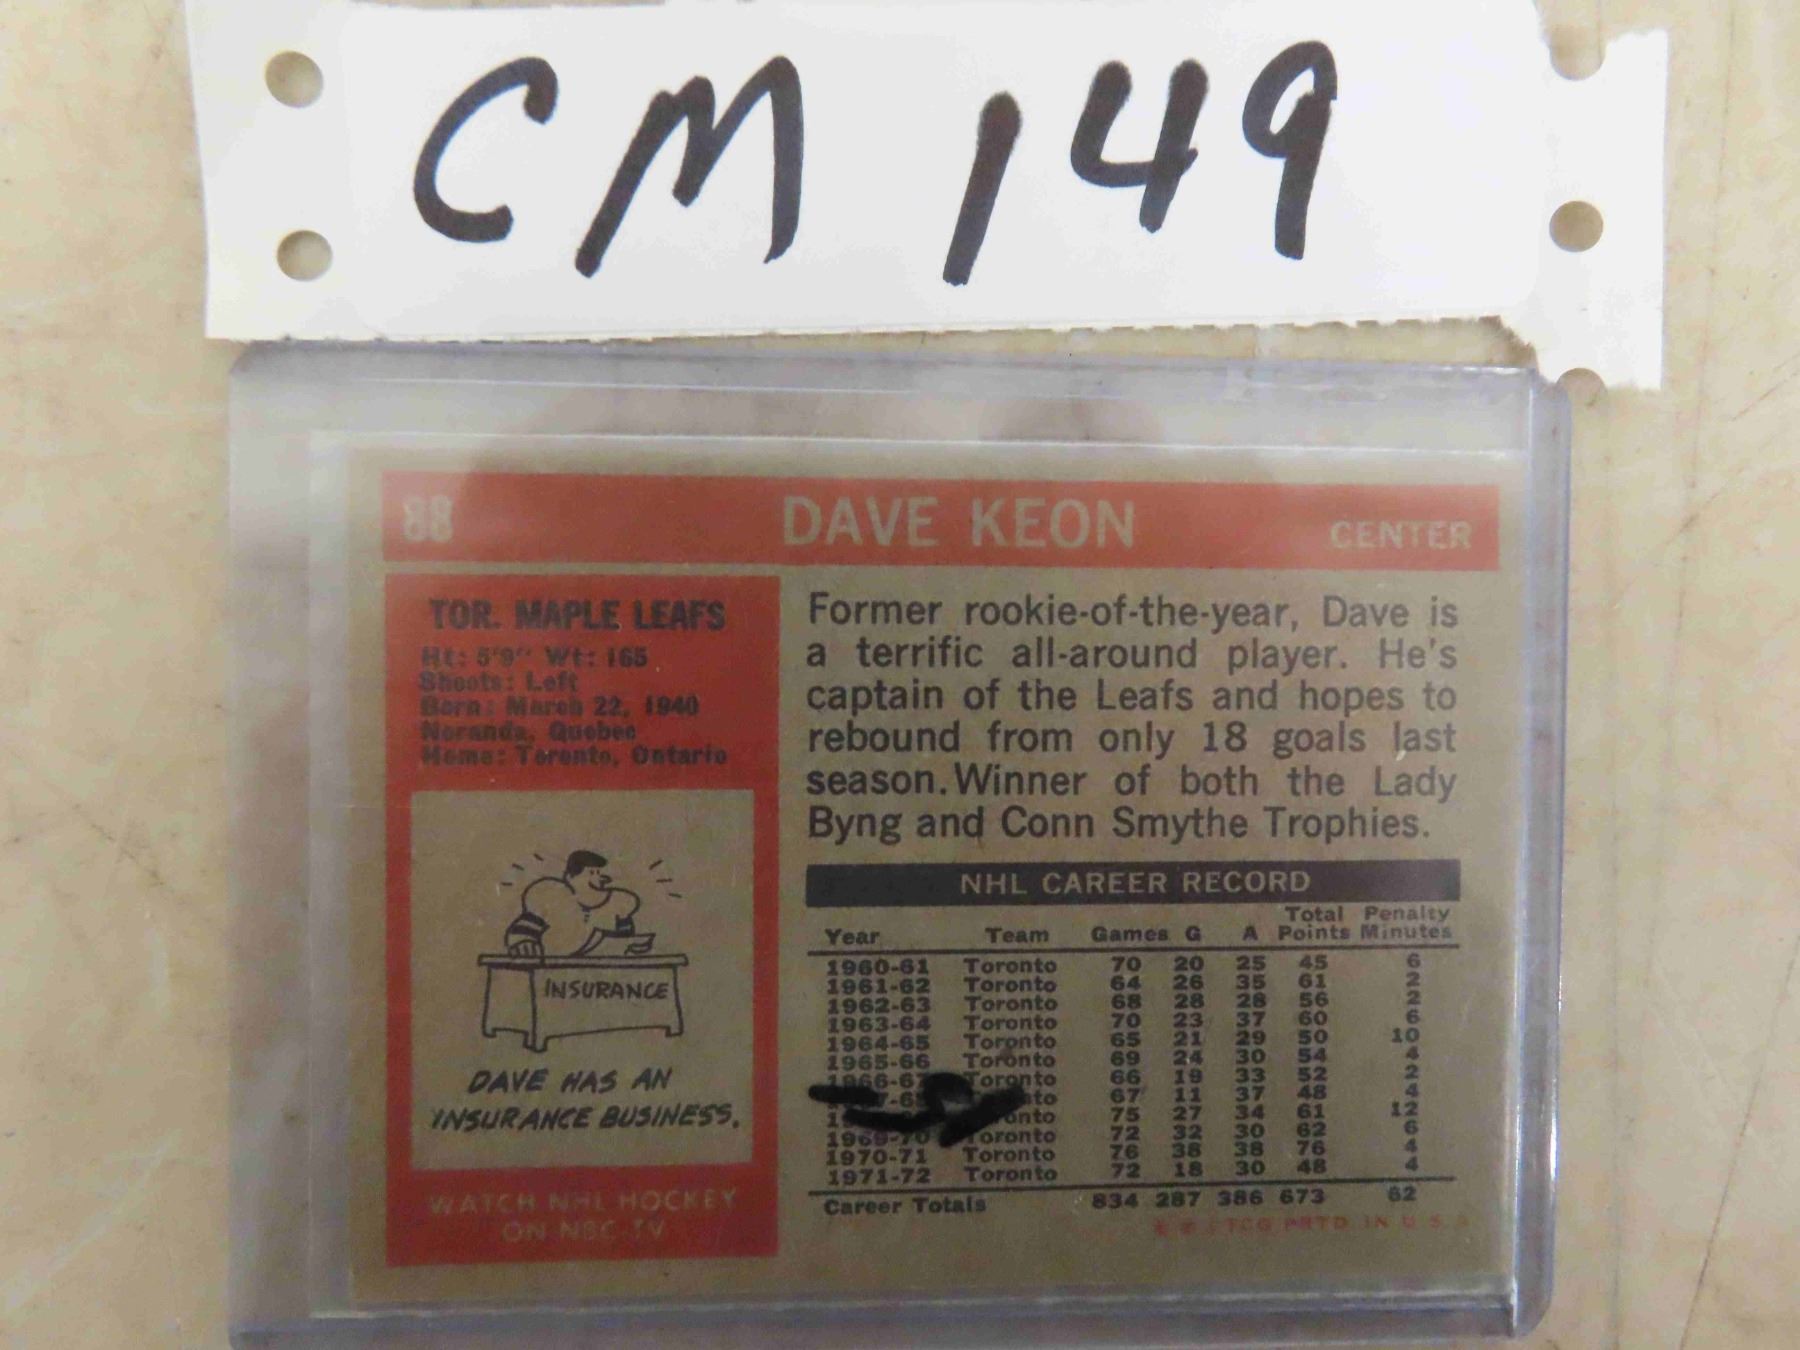 CM 149
88 DAVE KEON CENTER
TOR. MAPLE LEAFS
Ht: 5'9" Wt: 165
Shoots: Left
Born: March 22, 1940
Noranda, Quebec
Home: Toronto, Ontario
INSURANCE
DAVE HAS AN
INSURANCE BUSINESS.
WATCH NHL HOCKEY
ON NBC-TV
Former rookie-of-the-year, Dave is
a terrific all-around player. He's
captain of the Leafs and hopes to
rebound from only 18 goals last
season. Winner of both the Lady
Byng and Conn Smythe Trophies.
NHL CAREER RECORD
Total Penalty
Year Team Games G A Points Minutes
1960-61 Toronto 70 20 25 45 6
1961-62 Toronto 64 26 35 61 2
1962-63 Toronto 68 28 28 56 2
1963-64 Toronto 70 23 37 60 6
1964-65 Toronto 65 21 29 50 10
1965-66 Toronto 69 24 30 54 4
1966-67 Toronto 66 19 33 52 2
67 11 37 48 4
75 27 34 61 12
1969-70 Toronto 72 32 30 62 6
1970-71 Toronto 76 38 38 76 4
1971-72 Toronto 72 18 30 48 4
Career Totals 834 287 386 673 62
PRTD IN U.S.A.